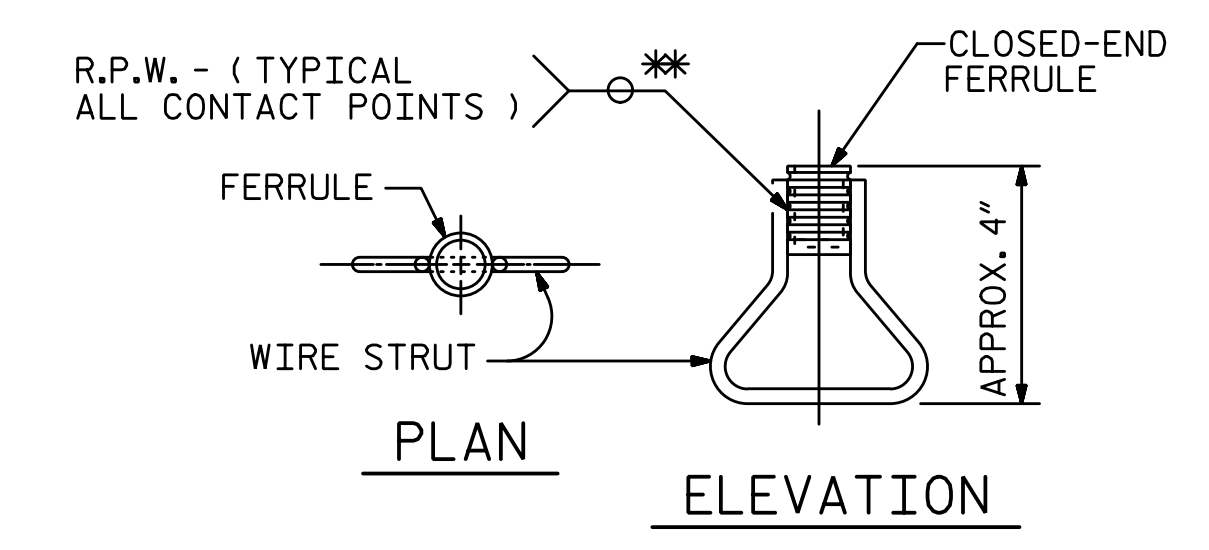 R.P.W. - ( TYPICAL
ALL CONTACT POINTS )
**
CLOSED-END
FERRULE
FERRULE
APPROX. 4"
WIRE STRUT
PLAN
ELEVATION